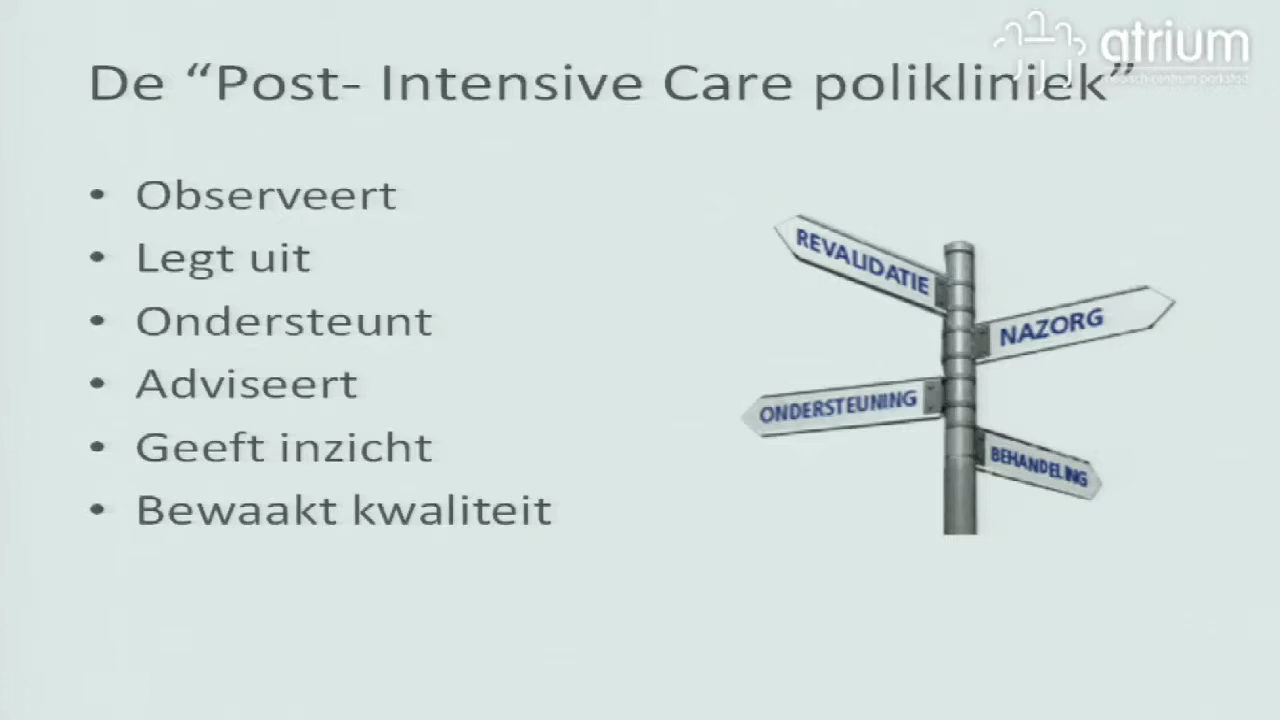 De “Post- Intensive Care polikliniek”
• Observeert
• Legt uit
• Ondersteunt
• Adviseert
• Geeft inzicht
• Bewaakt kwaliteit
REVALIDATIE
NAZORG
ONDERSTEUNING
BEHANDELING
atrium